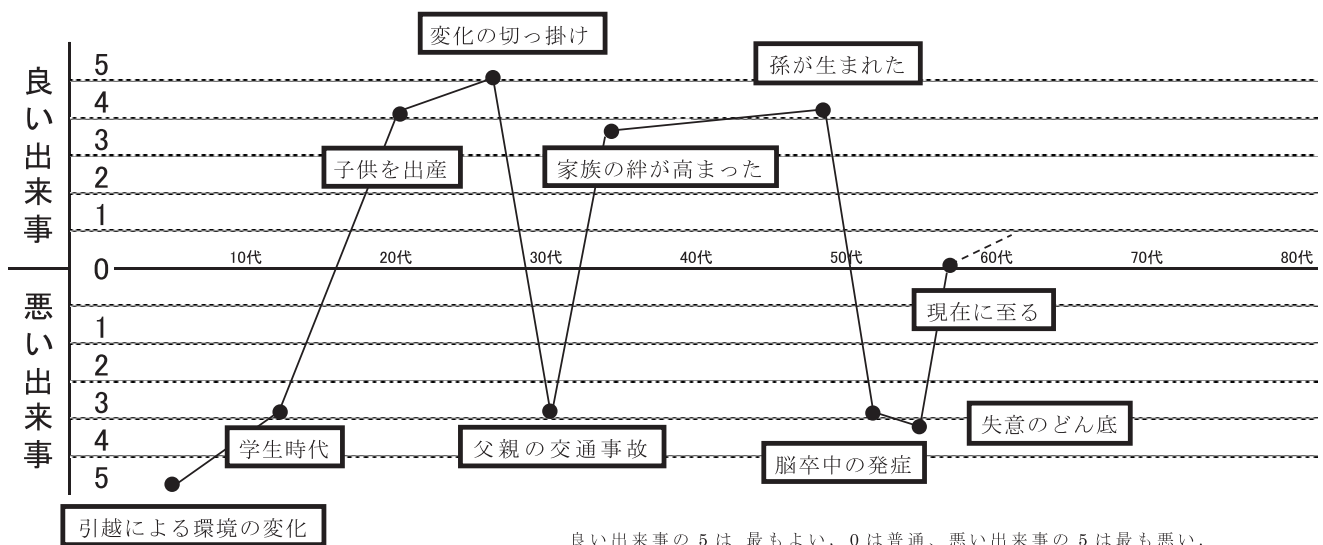 変化の切っ掛け
孫が生まれた
良い出来事
5
4
3
2
1
子供を出産
家族の絆が高まった
0
10代 20代 30代 40代 50代 60代 70代 80代
悪い出来事
1
2
3
4
5
現在に至る
失意のどん底
学生時代
父親の交通事故
脳卒中の発症
引越による環境の変化
良い出来事の 5 は 最もよい、0 は普通、悪い出来事の 5 は最も悪い.